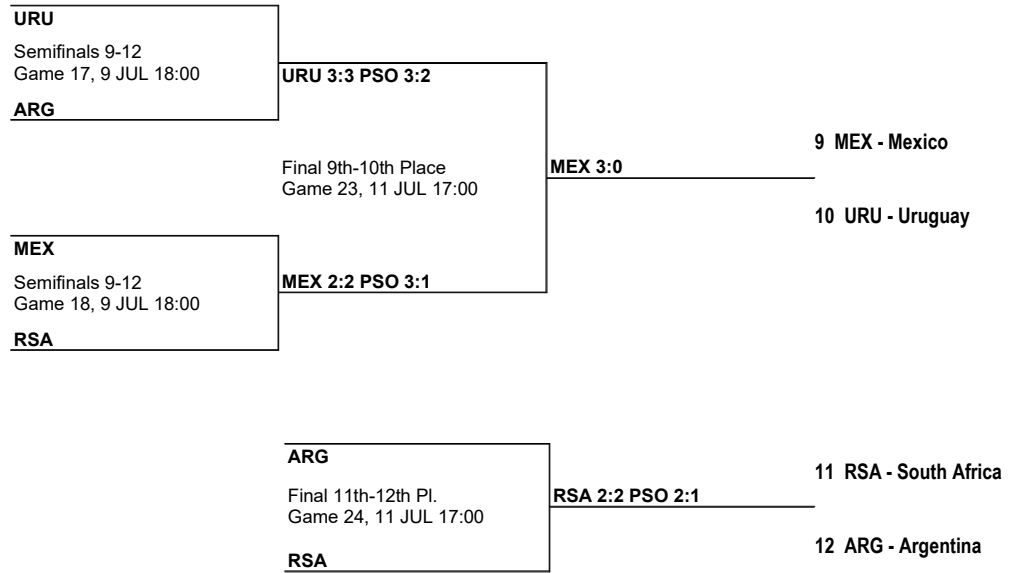 URU
Semifinals 9-12
Game 17, 9 JUL 18:00
ARG
URU 3:3 PSO 3:2
Final 9th-10th Place
Game 23, 11 JUL 17:00
MEX 3:0
9 MEX - Mexico
10 URU - Uruguay
MEX
Semifinals 9-12
Game 18, 9 JUL 18:00
RSA
MEX 2:2 PSO 3:1
ARG
Final 11th-12th Pl.
Game 24, 11 JUL 17:00
RSA
RSA 2:2 PSO 2:1
11 RSA - South Africa
12 ARG - Argentina